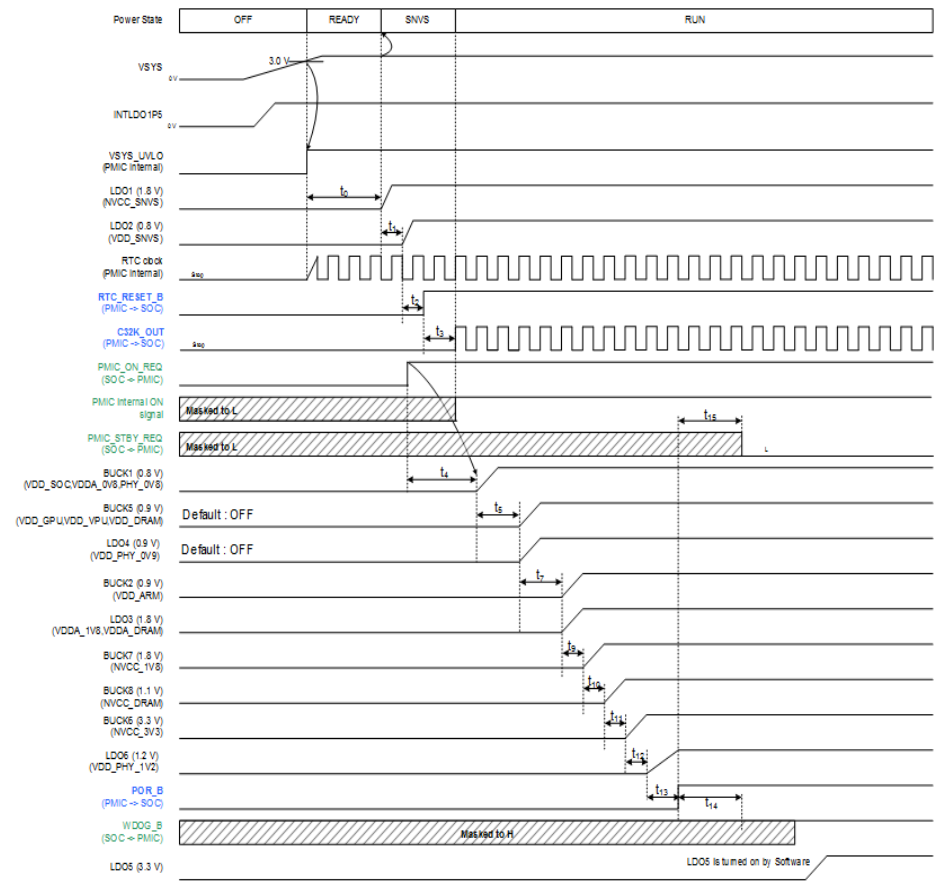 Power State
OFF
READY
SNVS
RUN
VSYS
3.0 V
0 V
INTLDO1P5
0 V
VSYS_UVLO
(PMIC Internal)
LDO1 (1.8 V)
(NVCC_SNVS)
t0
LDO2 (0.8 V)
(VDD_SNVS)
t1
RTC clock
(PMIC Internal)
RTC_RESET_B
(PMIC -> SOC)
t2
C32K_OUT
(PMIC -> SOC)
t3
PMIC_ON_REQ
(SOC -> PMIC)
PMIC Internal ON
signal
Masked to L
t15
PMIC_STBY_REQ
(SOC -> PMIC)
Masked to L
L
BUCK1 (0.8 V)
(VDD_SOC,VDDA_0V8,PHY_0V8)
t4
BUCK5 (0.9 V)
(VDD_GPU,VDD_VPU,VDD_DRAM)
Default : OFF
t5
LDO4 (0.9 V)
(VDD_PHY_0V9)
Default : OFF
BUCK2 (0.9 V)
(VDD_ARM)
t7
LDO3 (1.8 V)
(VDDA_1V8,VDDA_DRAM)
BUCK7 (1.8 V)
(NVCC_1V8)
t9
BUCK8 (1.1 V)
(NVCC_DRAM)
t10
BUCK6 (3.3 V)
(NVCC_3V3)
t11
LDO6 (1.2 V)
(VDD_PHY_1V2)
t12
POR_B
(PMIC -> SOC)
t13
t14
WDOG_B
(SOC -> PMIC)
Masked to H
LDO5 (3.3 V)
LDO5 is turned on by Software